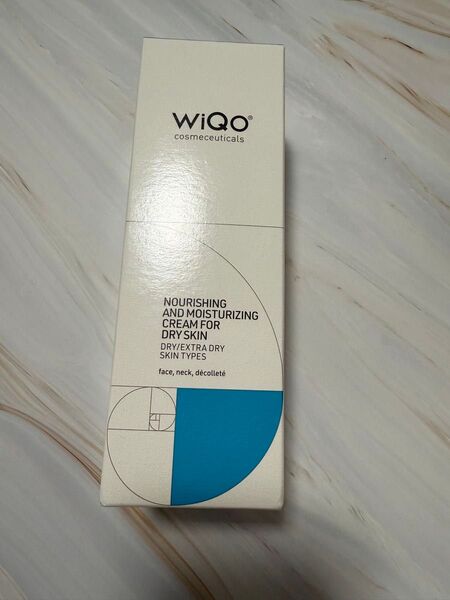 WiQO®
cosmeceuticals
NOURISHING
AND MOISTURIZING
CREAM FOR
DRY SKIN
DRY/EXTRA DRY
SKIN TYPES
face, neck, décolleté